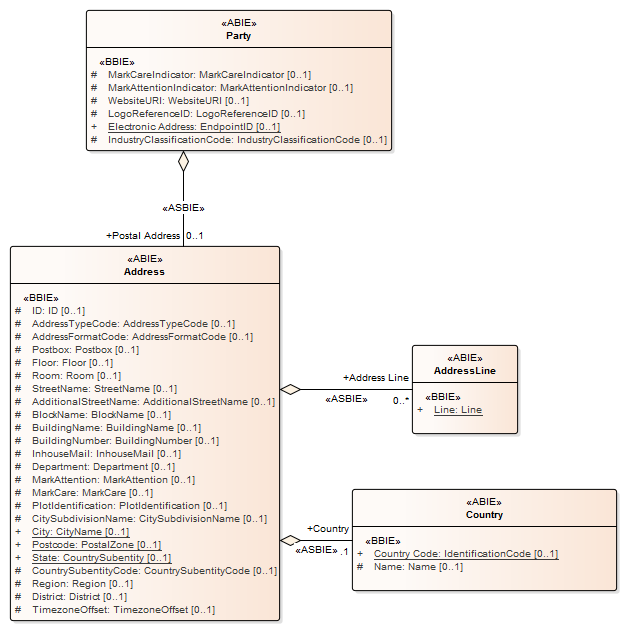 «ABIE»
Party
«BBIE»
# MarkCareIndicator: MarkCareIndicator [0..1]
# MarkAttentionIndicator: MarkAttentionIndicator [0..1]
# WebsiteURI: WebsiteURI [0..1]
# LogoReferenceID: LogoReferenceID [0..1]
+ Electronic Address: EndpointID [0..1]
# IndustryClassificationCode: IndustryClassificationCode [0..1]
«ASBIE»
+Postal Address 0..1
«ABIE»
Address
«BBIE»
# ID: ID [0..1]
# AddressTypeCode: AddressTypeCode [0..1]
# AddressFormatCode: AddressFormatCode [0..1]
# Postbox: Postbox [0..1]
# Floor: Floor [0..1]
# Room: Room [0..1]
# StreetName: StreetName [0..1]
# AdditionalStreetName: AdditionalStreetName [0..1]
# BlockName: BlockName [0..1]
# BuildingName: BuildingName [0..1]
# BuildingNumber: BuildingNumber [0..1]
# InhouseMail: InhouseMail [0..1]
# Department: Department [0..1]
# MarkAttention: MarkAttention [0..1]
# MarkCare: MarkCare [0..1]
# PlotIdentification: PlotIdentification [0..1]
# CitySubdivisionName: CitySubdivisionName [0..1]
+ City: CityName [0..1]
+ Postcode: PostalZone [0..1]
+ State: CountrySubentity [0..1]
# CountrySubentityCode: CountrySubentityCode [0..1]
# Region: Region [0..1]
# District: District [0..1]
# TimezoneOffset: TimezoneOffset [0..1]
+Address Line
«ASBIE» 0..*
«ABIE»
AddressLine
«BBIE»
+ Line: Line
+Country
«ASBIE» .1
«ABIE»
Country
«BBIE»
+ Country Code: IdentificationCode [0..1]
# Name: Name [0..1]